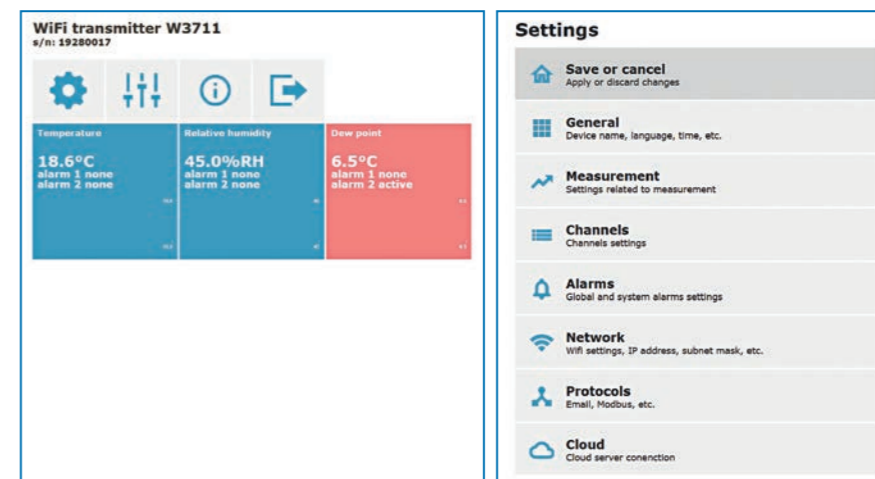 WiFi transmitter W3711
s/n: 19280017
Temperature
18.6°C
alarm 1 none
alarm 2 none
Relative humidity
45.0%RH
alarm 1 none
alarm 2 none
Dew point
6.5°C
alarm 1 none
alarm 2 active
Settings
Save or cancel
Apply or discard changes
General
Device name, language, time, etc.
Measurement
Settings related to measurement
Channels
Channels settings
Alarms
Global and system alarms settings
Network
Wifi settings, IP address, subnet mask, etc.
Protocols
Email, Modbus, etc.
Cloud
Cloud server conenction